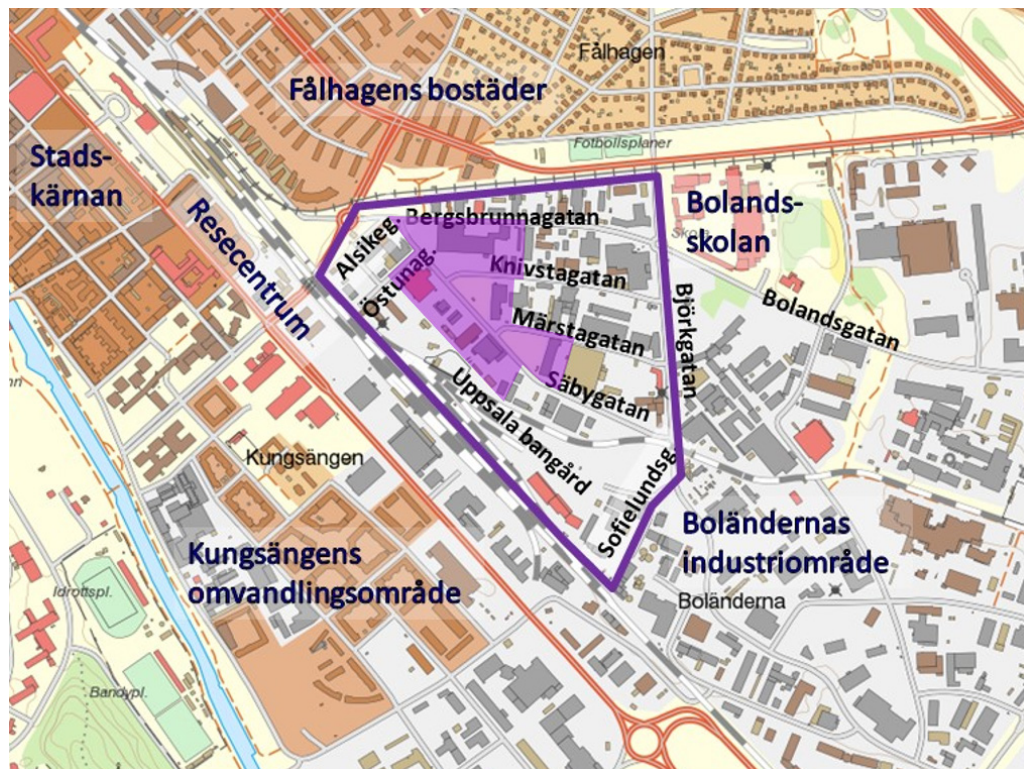 Fålhagen
Fålhagens bostäder
Fotbollsplaner
Stads-
kärnan
Resecentrum
Alsikeg.
Östunag.
Bergsbrunnagatan
Knivstagatan
Märstagatan
Säbygatan
Uppsala bangård
Björkgatan
Sofielundsg.
Bolands-
skolan
Skola
Bolandsgatan
Kungsängen
Kungsängens
omvandlingsområde
Boländernas
industriområde
Boländerna
Idrottspl.
Bandypl.